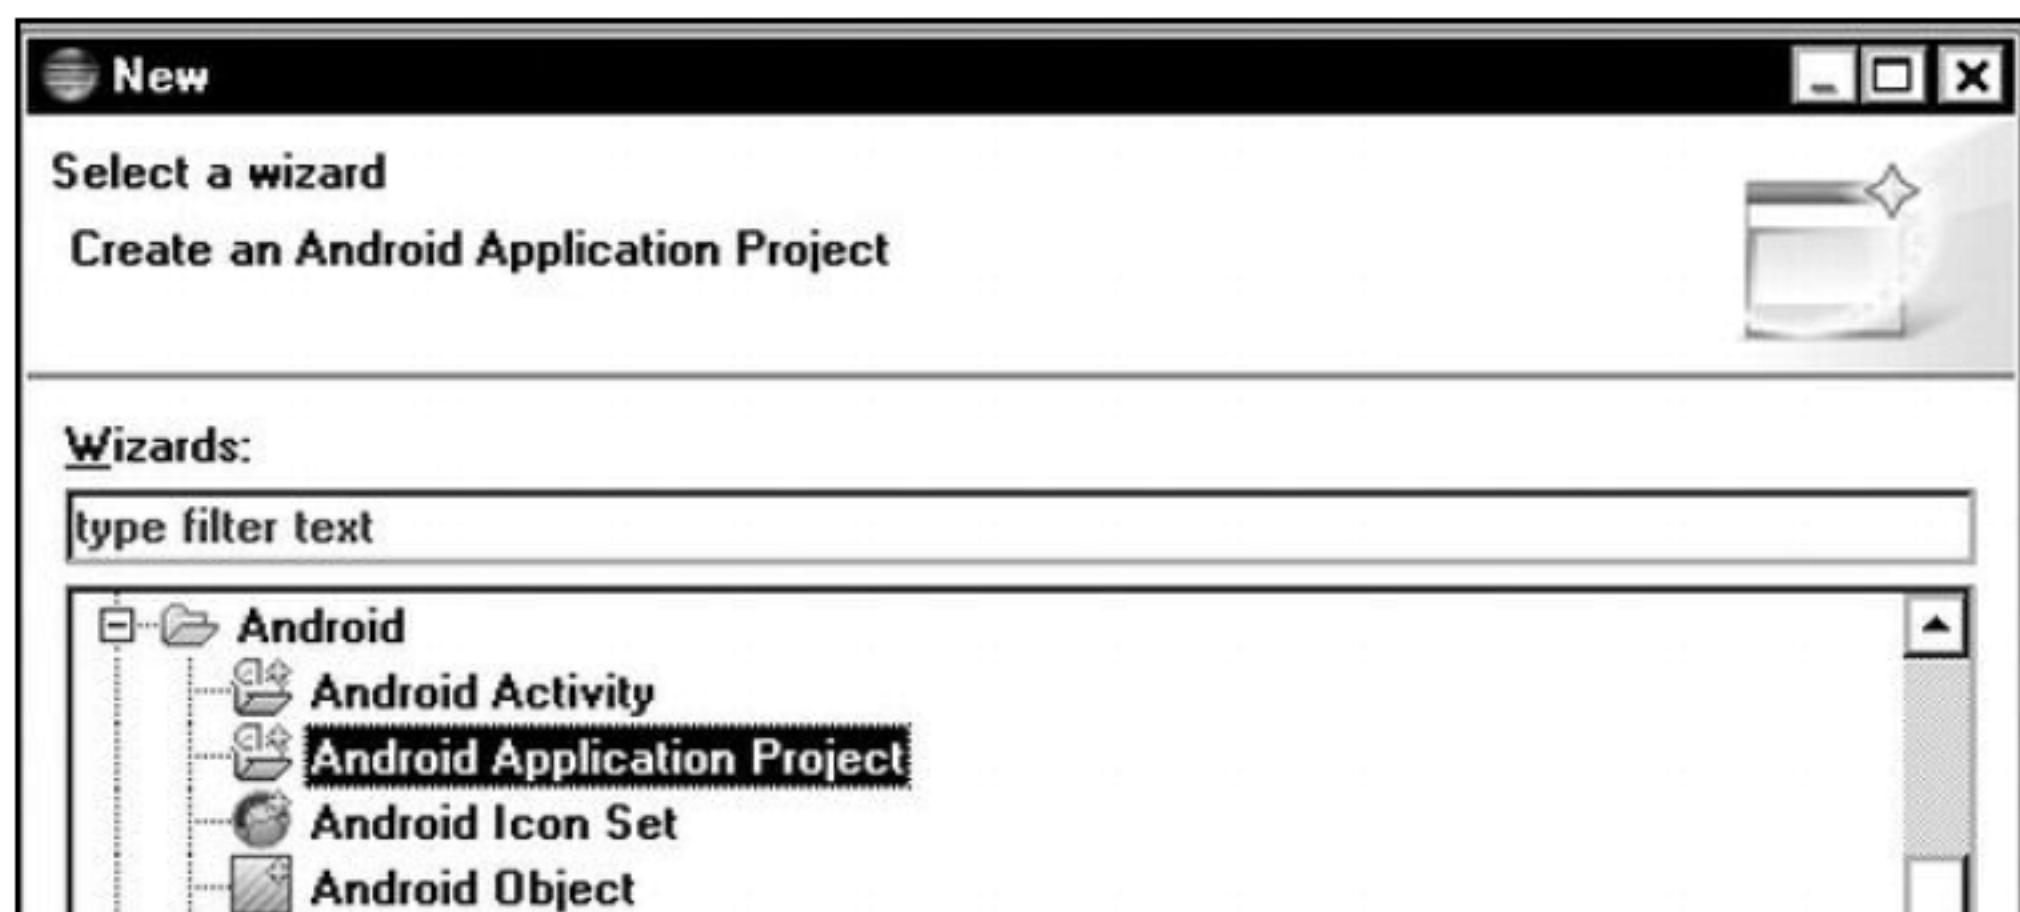 New
Select a wizard
Create an Android Application Project
Wizards:
type filter text
Android
Android Activity
Android Application Project
Android Icon Set
Android Object